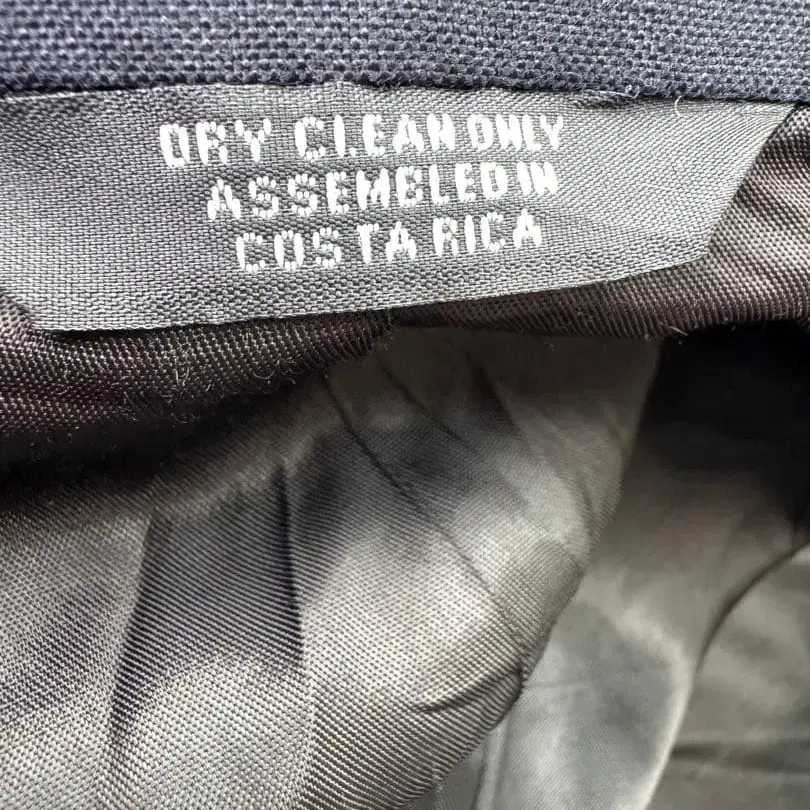 DRY CLEAN ONLY
ASSEMBLED IN
COSTA RICA